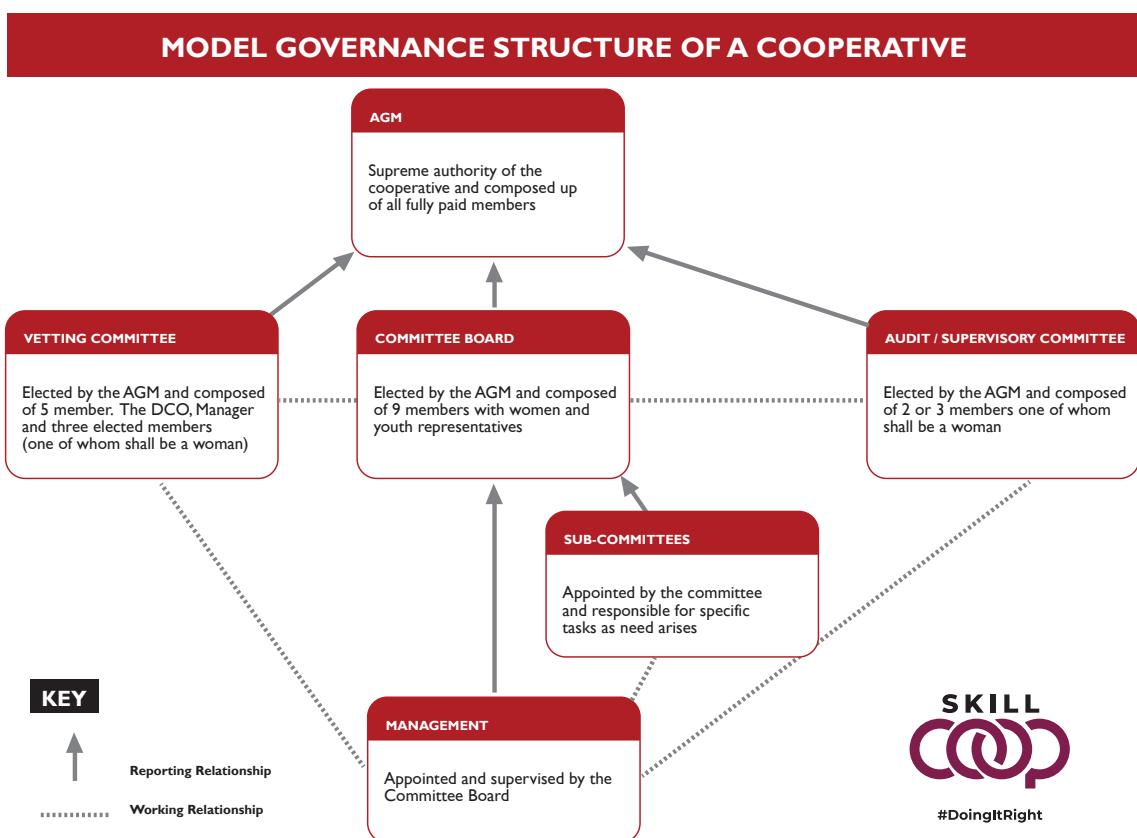 MODEL GOVERNANCE STRUCTURE OF A COOPERATIVE
AGM
Supreme authority of the
cooperative and composed up
of all fully paid members
VETTING COMMITTEE
Elected by the AGM and composed
of 5 member. The DCO, Manager
and three elected members
(one of whom shall be a woman)
COMMITTEE BOARD
Elected by the AGM and composed
of 9 members with women and
youth representatives
AUDIT / SUPERVISORY COMMITTEE
Elected by the AGM and composed
of 2 or 3 members one of whom
shall be a woman
SUB-COMMITTEES
Appointed by the committee
and responsible for specific
tasks as need arises
MANAGEMENT
Appointed and supervised by the
Committee Board
KEY
Reporting Relationship
Working Relationship
SKILL
coop
#DoingItRight